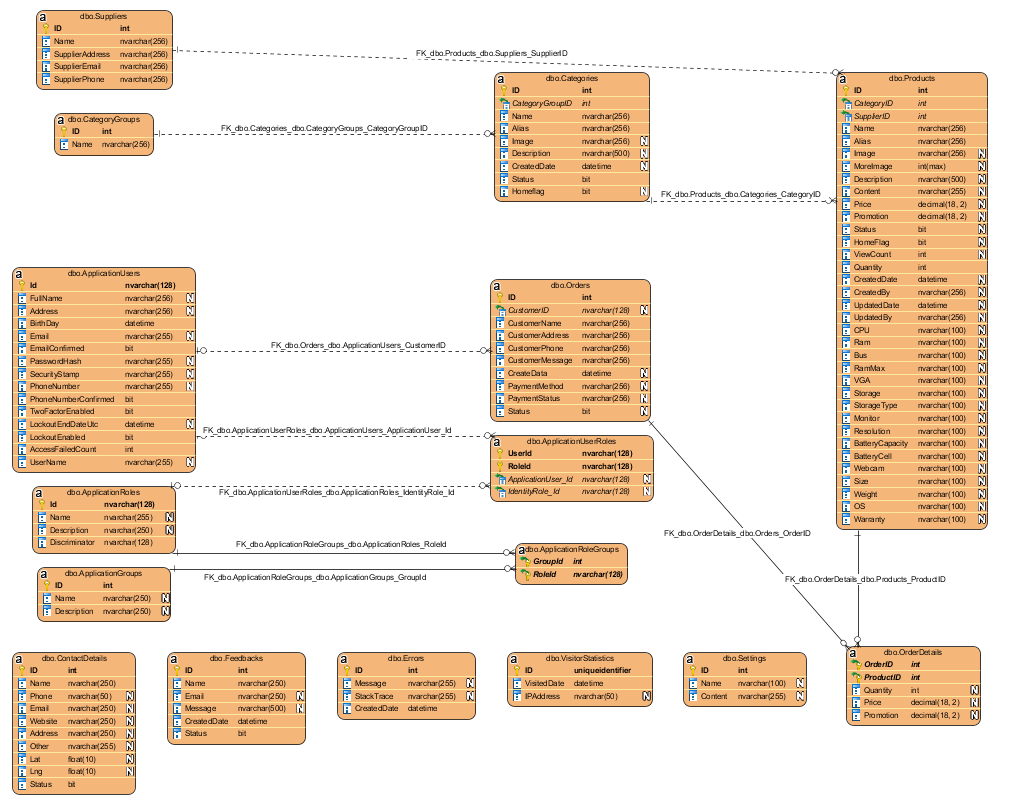 dbo.Suppliers
ID int
Name nvarchar(256)
SupplierAddress nvarchar(256)
SupplierEmail nvarchar(256)
SupplierPhone nvarchar(256)
FK_dbo.Products_dbo.Suppliers_SupplierID
dbo.CategoryGroups
ID int
Name nvarchar(256)
FK_dbo.Categories_dbo.CategoryGroups_CategoryGroupID
dbo.Categories
ID int
CategoryGroupID int
Name nvarchar(256)
Alias nvarchar(256)
Image nvarchar(256) N
Description nvarchar(500) N
CreatedDate datetime N
Status bit
Homeflag bit N
FK_dbo.Products_dbo.Categories_CategoryID
dbo.Products
ID int
CategoryID int
SupplierID int
Name nvarchar(256)
Alias nvarchar(256)
Image nvarchar(256) N
MoreImage int(max) N
Description nvarchar(500) N
Content nvarchar(255) N
Price decimal(18, 2) N
Promotion decimal(18, 2) N
Status bit N
HomeFlag bit N
ViewCount int N
Quantity int
CreatedDate datetime N
CreatedBy nvarchar(256) N
UpdatedDate datetime N
UpdatedBy nvarchar(256) N
CPU nvarchar(100) N
Ram nvarchar(100) N
Bus nvarchar(100) N
RamMax nvarchar(100) N
VGA nvarchar(100) N
Storage nvarchar(100) N
StorageType nvarchar(100) N
Monitor nvarchar(100) N
Resolution nvarchar(100) N
BatteryCapacity nvarchar(100) N
BatteryCell nvarchar(100) N
Webcam nvarchar(100) N
Size nvarchar(100) N
Weight nvarchar(100) N
OS nvarchar(100) N
Warranty nvarchar(100) N
dbo.ApplicationUsers
Id nvarchar(128)
FullName nvarchar(256) N
Address nvarchar(256) N
BirthDay datetime
Email nvarchar(255) N
EmailConfirmed bit
PasswordHash nvarchar(255) N
SecurityStamp nvarchar(255) N
PhoneNumber nvarchar(255) N
PhoneNumberConfirmed bit
TwoFactorEnabled bit
LockoutEndDateUtc datetime N
LockoutEnabled bit
AccessFailedCount int
UserName nvarchar(255) N
FK_dbo.Orders_dbo.ApplicationUsers_CustomerID
dbo.Orders
ID int
CustomerID nvarchar(128) N
CustomerName nvarchar(256)
CustomerAddress nvarchar(256)
CustomerPhone nvarchar(256)
CustomerMessage nvarchar(256)
CreateData datetime N
PaymentMethod nvarchar(256) N
PaymentStatus nvarchar(256) N
Status bit N
FK_dbo.ApplicationUserRoles_dbo.ApplicationUsers_ApplicationUser_Id
dbo.ApplicationUserRoles
UserId nvarchar(128)
RoleId nvarchar(128)
ApplicationUser_Id nvarchar(128) N
IdentityRole_Id nvarchar(128) N
FK_dbo.ApplicationUserRoles_dbo.ApplicationRoles_IdentityRole_Id
dbo.ApplicationRoles
Id nvarchar(128)
Name nvarchar(255) N
Description nvarchar(250) N
Discriminator nvarchar(128)
FK_dbo.ApplicationRoleGroups_dbo.ApplicationRoles_RoleId
dbo.ApplicationRoleGroups
GroupId int
RoleId nvarchar(128)
FK_dbo.ApplicationRoleGroups_dbo.ApplicationGroups_GroupId
dbo.ApplicationGroups
ID int
Name nvarchar(250) N
Description nvarchar(250) N
FK_dbo.OrderDetails_dbo.Orders_OrderID
FK_dbo.OrderDetails_dbo.Products_ProductID
dbo.ContactDetails
ID int
Name nvarchar(250)
Phone nvarchar(50) N
Email nvarchar(250) N
Website nvarchar(250) N
Address nvarchar(250) N
Other nvarchar(255) N
Lat float(10) N
Lng float(10) N
Status bit
dbo.Feedbacks
ID int
Name nvarchar(250)
Email nvarchar(250) N
Message nvarchar(500) N
CreatedDate datetime
Status bit
dbo.Errors
ID int
Message nvarchar(255) N
StackTrace nvarchar(255) N
CreatedDate datetime
dbo.VisitorStatistics
ID uniqueidentifier
VisitedDate datetime
IPAddress nvarchar(50) N
dbo.Settings
ID int
Name nvarchar(100) N
Content nvarchar(255) N
dbo.OrderDetails
OrderID int
ProductID int
Quantity int N
Price decimal(18, 2) N
Promotion decimal(18, 2) N